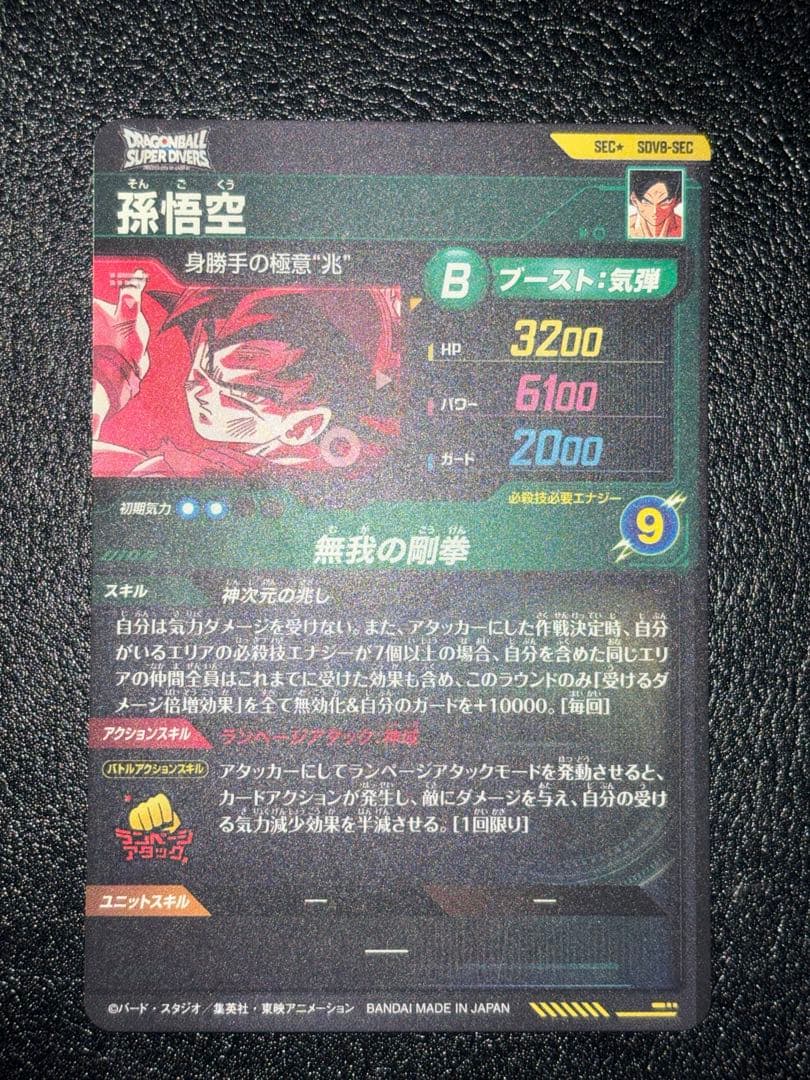 DRAGONBALL
SUPER DIVERS
SEC★ SDV8-SEC
そん ご くう
孫悟空
身勝手の極意“兆”
B ブースト:気弾
HP 3200
パワー 6100
ガード 2000
初期気力
必殺技必要エナジー
9
む が ごう けん
無我の剛拳
スキル 神次元の兆し
自分は気力ダメージを受けない。また、アタッカーにした作戦決定時、自分
がいるエリアの必殺技エナジーが7個以上の場合、自分を含めた同じエリ
アの仲間全員はこれまでに受けた効果も含め、このラウンドのみ「受けるダ
メージ倍増効果」を全て無効化&自分のガードを+10000。[毎回]
アクションスキル ランページアタック:神域
バトルアクションスキル
アタッカーにしてランページアタックモードを発動させると、
カードアクションが発生し、敵にダメージを与え、自分の受け
る気力減少効果を半減させる。[1回限り]
ランページ
アタック
ユニットスキル ー ー
ー
©バード・スタジオ/集英社・東映アニメーション BANDAI MADE IN JAPAN